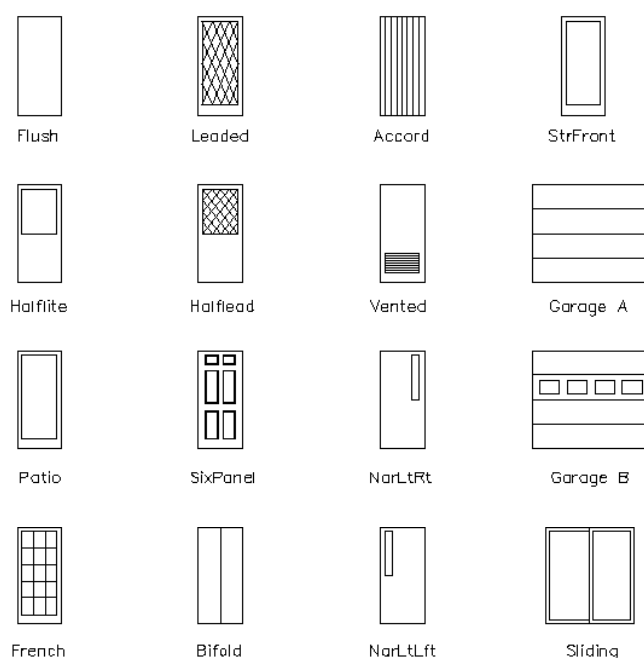 Flush Leaded Accord StrFront
Halflite Halflead Vented Garage A
Patio SixPanel NarLtRt Garage B
French Bifold NarLtLft Sliding